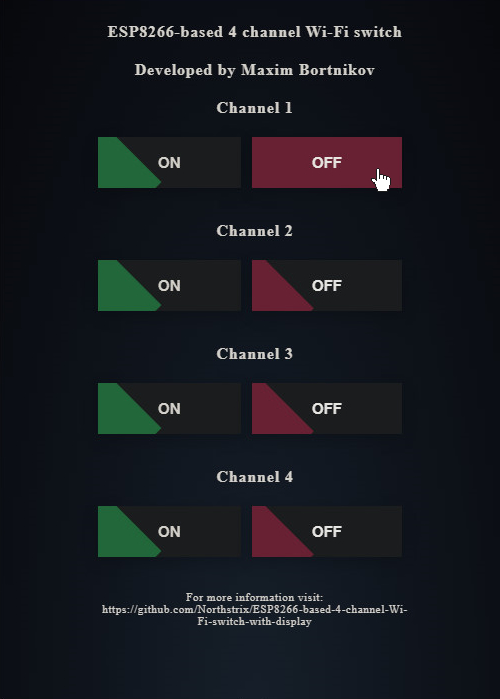 ESP8266-based 4 channel Wi-Fi switch
Developed by Maxim Bortnikov
Channel 1
ON OFF
Channel 2
ON OFF
Channel 3
ON OFF
Channel 4
ON OFF
For more information visit:
https://github.com/Northstrix/ESP8266-based-4-channel-Wi-
Fi-switch-with-display